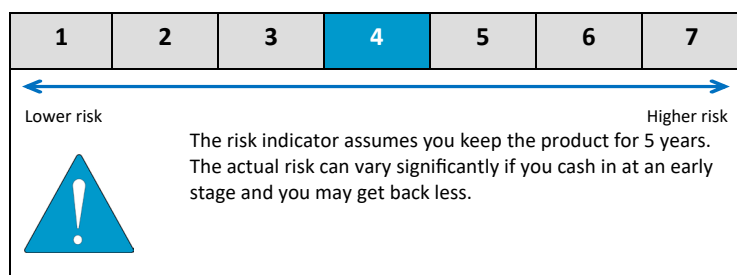 1 2 3 4 5 6 7
Lower risk Higher risk
The risk indicator assumes you keep the product for 5 years.
The actual risk can vary significantly if you cash in at an early
stage and you may get back less.